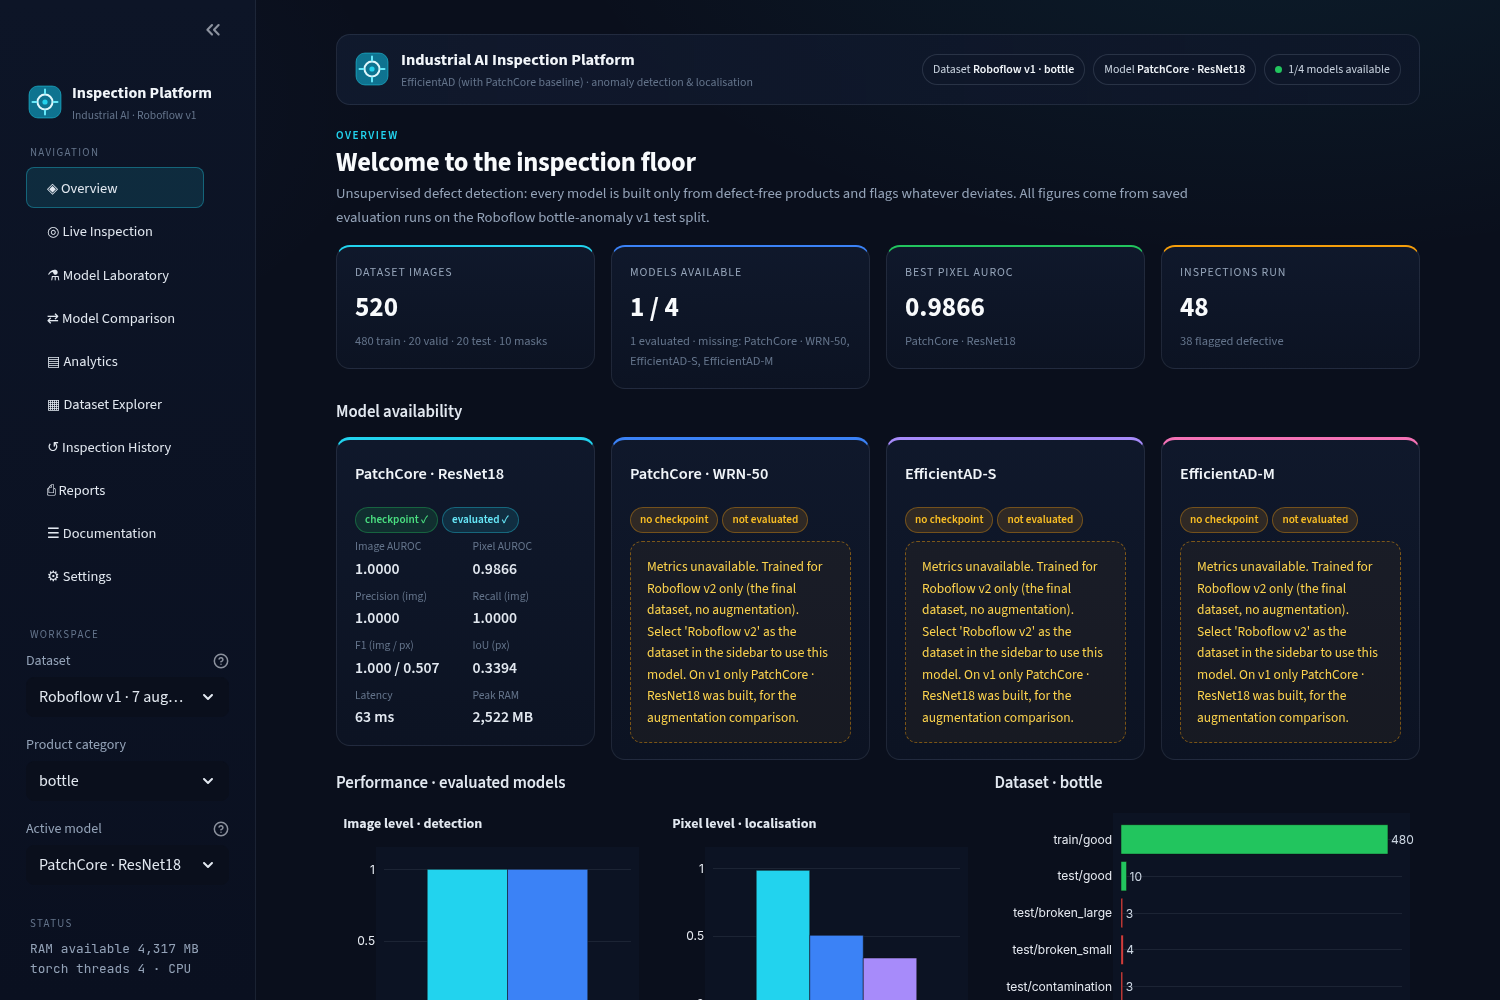 Inspection Platform
Industrial AI · Roboflow v1
NAVIGATION
◈ Overview
◎ Live Inspection
⚗ Model Laboratory
⇄ Model Comparison
▤ Analytics
▦ Dataset Explorer
↺ Inspection History
⎙ Reports
☰ Documentation
⚙ Settings
WORKSPACE
Dataset
Roboflow v1 · 7 aug...
Product category
bottle
Active model
PatchCore · ResNet18
STATUS
RAM available 4,317 MB
torch threads 4 · CPU
Industrial AI Inspection Platform
EfficientAD (with PatchCore baseline) · anomaly detection & localisation
Dataset Roboflow v1 · bottle
Model PatchCore · ResNet18
1/4 models available
OVERVIEW
Welcome to the inspection floor
Unsupervised defect detection: every model is built only from defect-free products and flags whatever deviates. All figures come from saved
evaluation runs on the Roboflow bottle-anomaly v1 test split.
DATASET IMAGES
520
480 train · 20 valid · 20 test · 10 masks
MODELS AVAILABLE
1 / 4
1 evaluated · missing: PatchCore · WRN-50,
EfficientAD-S, EfficientAD-M
BEST PIXEL AUROC
0.9866
PatchCore · ResNet18
INSPECTIONS RUN
48
38 flagged defective
Model availability
PatchCore · ResNet18
checkpoint ✓
evaluated ✓
Image AUROC
Pixel AUROC
1.0000
0.9866
Precision (img)
Recall (img)
1.0000
1.0000
F1 (img / px)
IoU (px)
1.000 / 0.507
0.3394
Latency
Peak RAM
63 ms
2,522 MB
PatchCore · WRN-50
no checkpoint
not evaluated
Metrics unavailable. Trained for
Roboflow v2 only (the final
dataset, no augmentation).
Select 'Roboflow v2' as the
dataset in the sidebar to use this
model. On v1 only PatchCore ·
ResNet18 was built, for the
augmentation comparison.
EfficientAD-S
no checkpoint
not evaluated
Metrics unavailable. Trained for
Roboflow v2 only (the final
dataset, no augmentation).
Select 'Roboflow v2' as the
dataset in the sidebar to use this
model. On v1 only PatchCore ·
ResNet18 was built, for the
augmentation comparison.
EfficientAD-M
no checkpoint
not evaluated
Metrics unavailable. Trained for
Roboflow v2 only (the final
dataset, no augmentation).
Select 'Roboflow v2' as the
dataset in the sidebar to use this
model. On v1 only PatchCore ·
ResNet18 was built, for the
augmentation comparison.
Performance · evaluated models
Image level · detection
1
0.5
Pixel level · localisation
1
0.5
Dataset · bottle
train/good
480
test/good
10
test/broken_large
3
test/broken_small
4
test/contamination
3